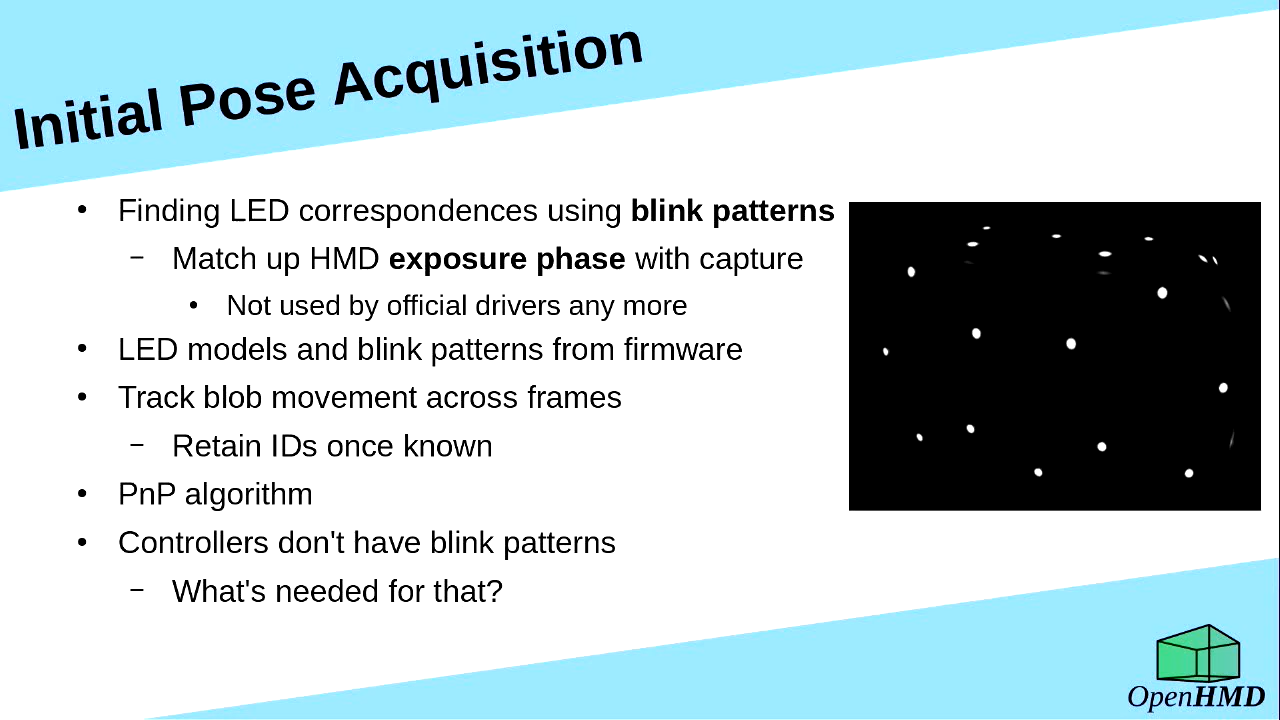 Initial Pose Acquisition
• Finding LED correspondences using blink patterns
– Match up HMD exposure phase with capture
• Not used by official drivers any more
• LED models and blink patterns from firmware
• Track blob movement across frames
– Retain IDs once known
• PnP algorithm
• Controllers don't have blink patterns
– What's needed for that?
OpenHMD